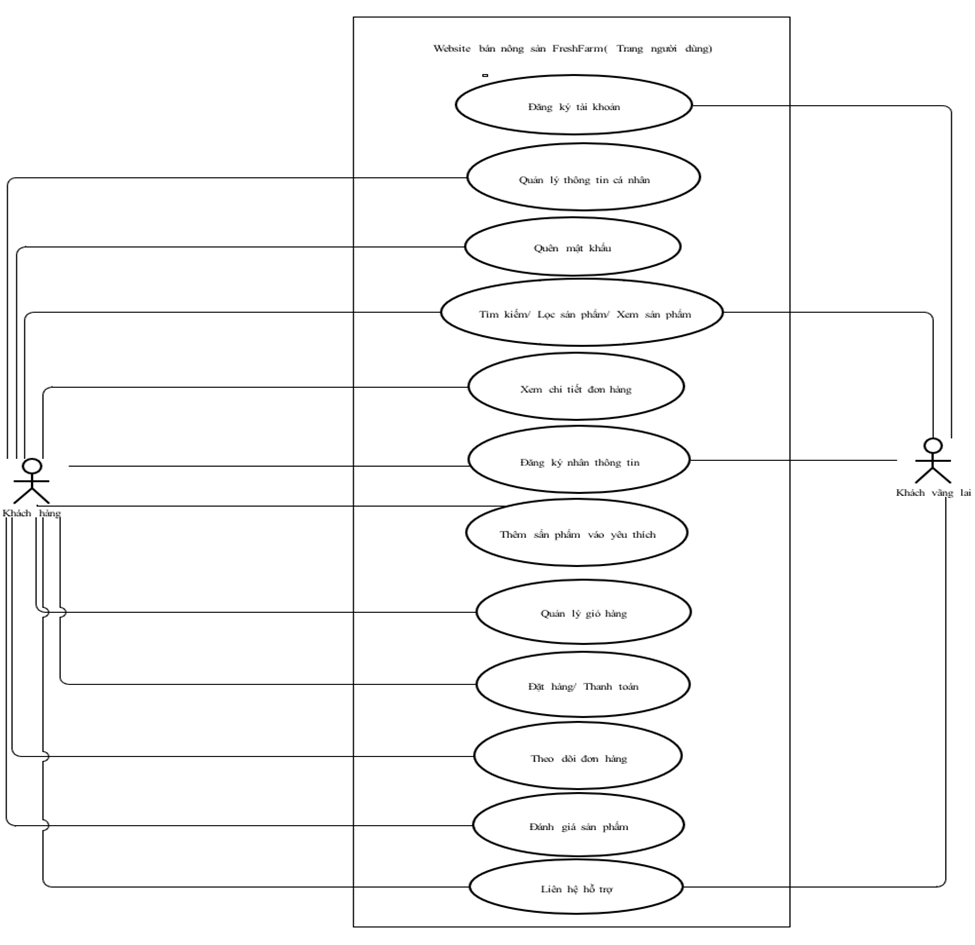 Website bán nông sản FreshFarm( Trang người dùng)
Đăng ký tài khoản
Quản lý thông tin cá nhân
Quên mật khẩu
Tìm kiếm/ Lọc sản phẩm/ Xem sản phẩm
Xem chi tiết đơn hàng
Đăng ký nhân thông tin
Thêm sẩn phẩm vào yêu thích
Quản lý giỏ hàng
Đặt hàng/ Thanh toán
Theo dõi đơn hàng
Đánh giá sản phẩm
Liên hệ hỗ trợ
Khách hàng
Khách vãng lai